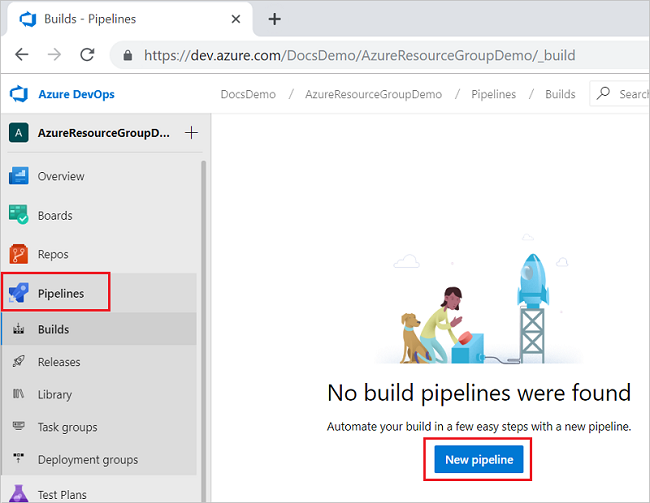 Builds - Pipelines
https://dev.azure.com/DocsDemo/AzureResourceGroupDemo/_build
Azure DevOps
DocsDemo / AzureResourceGroupDemo / Pipelines / Builds
Search
A AzureResourceGroupD...
Overview
Boards
Repos
Pipelines
Builds
Releases
Library
Task groups
Deployment groups
Test Plans
No build pipelines were found
Automate your build in a few easy steps with a new pipeline.
New pipeline